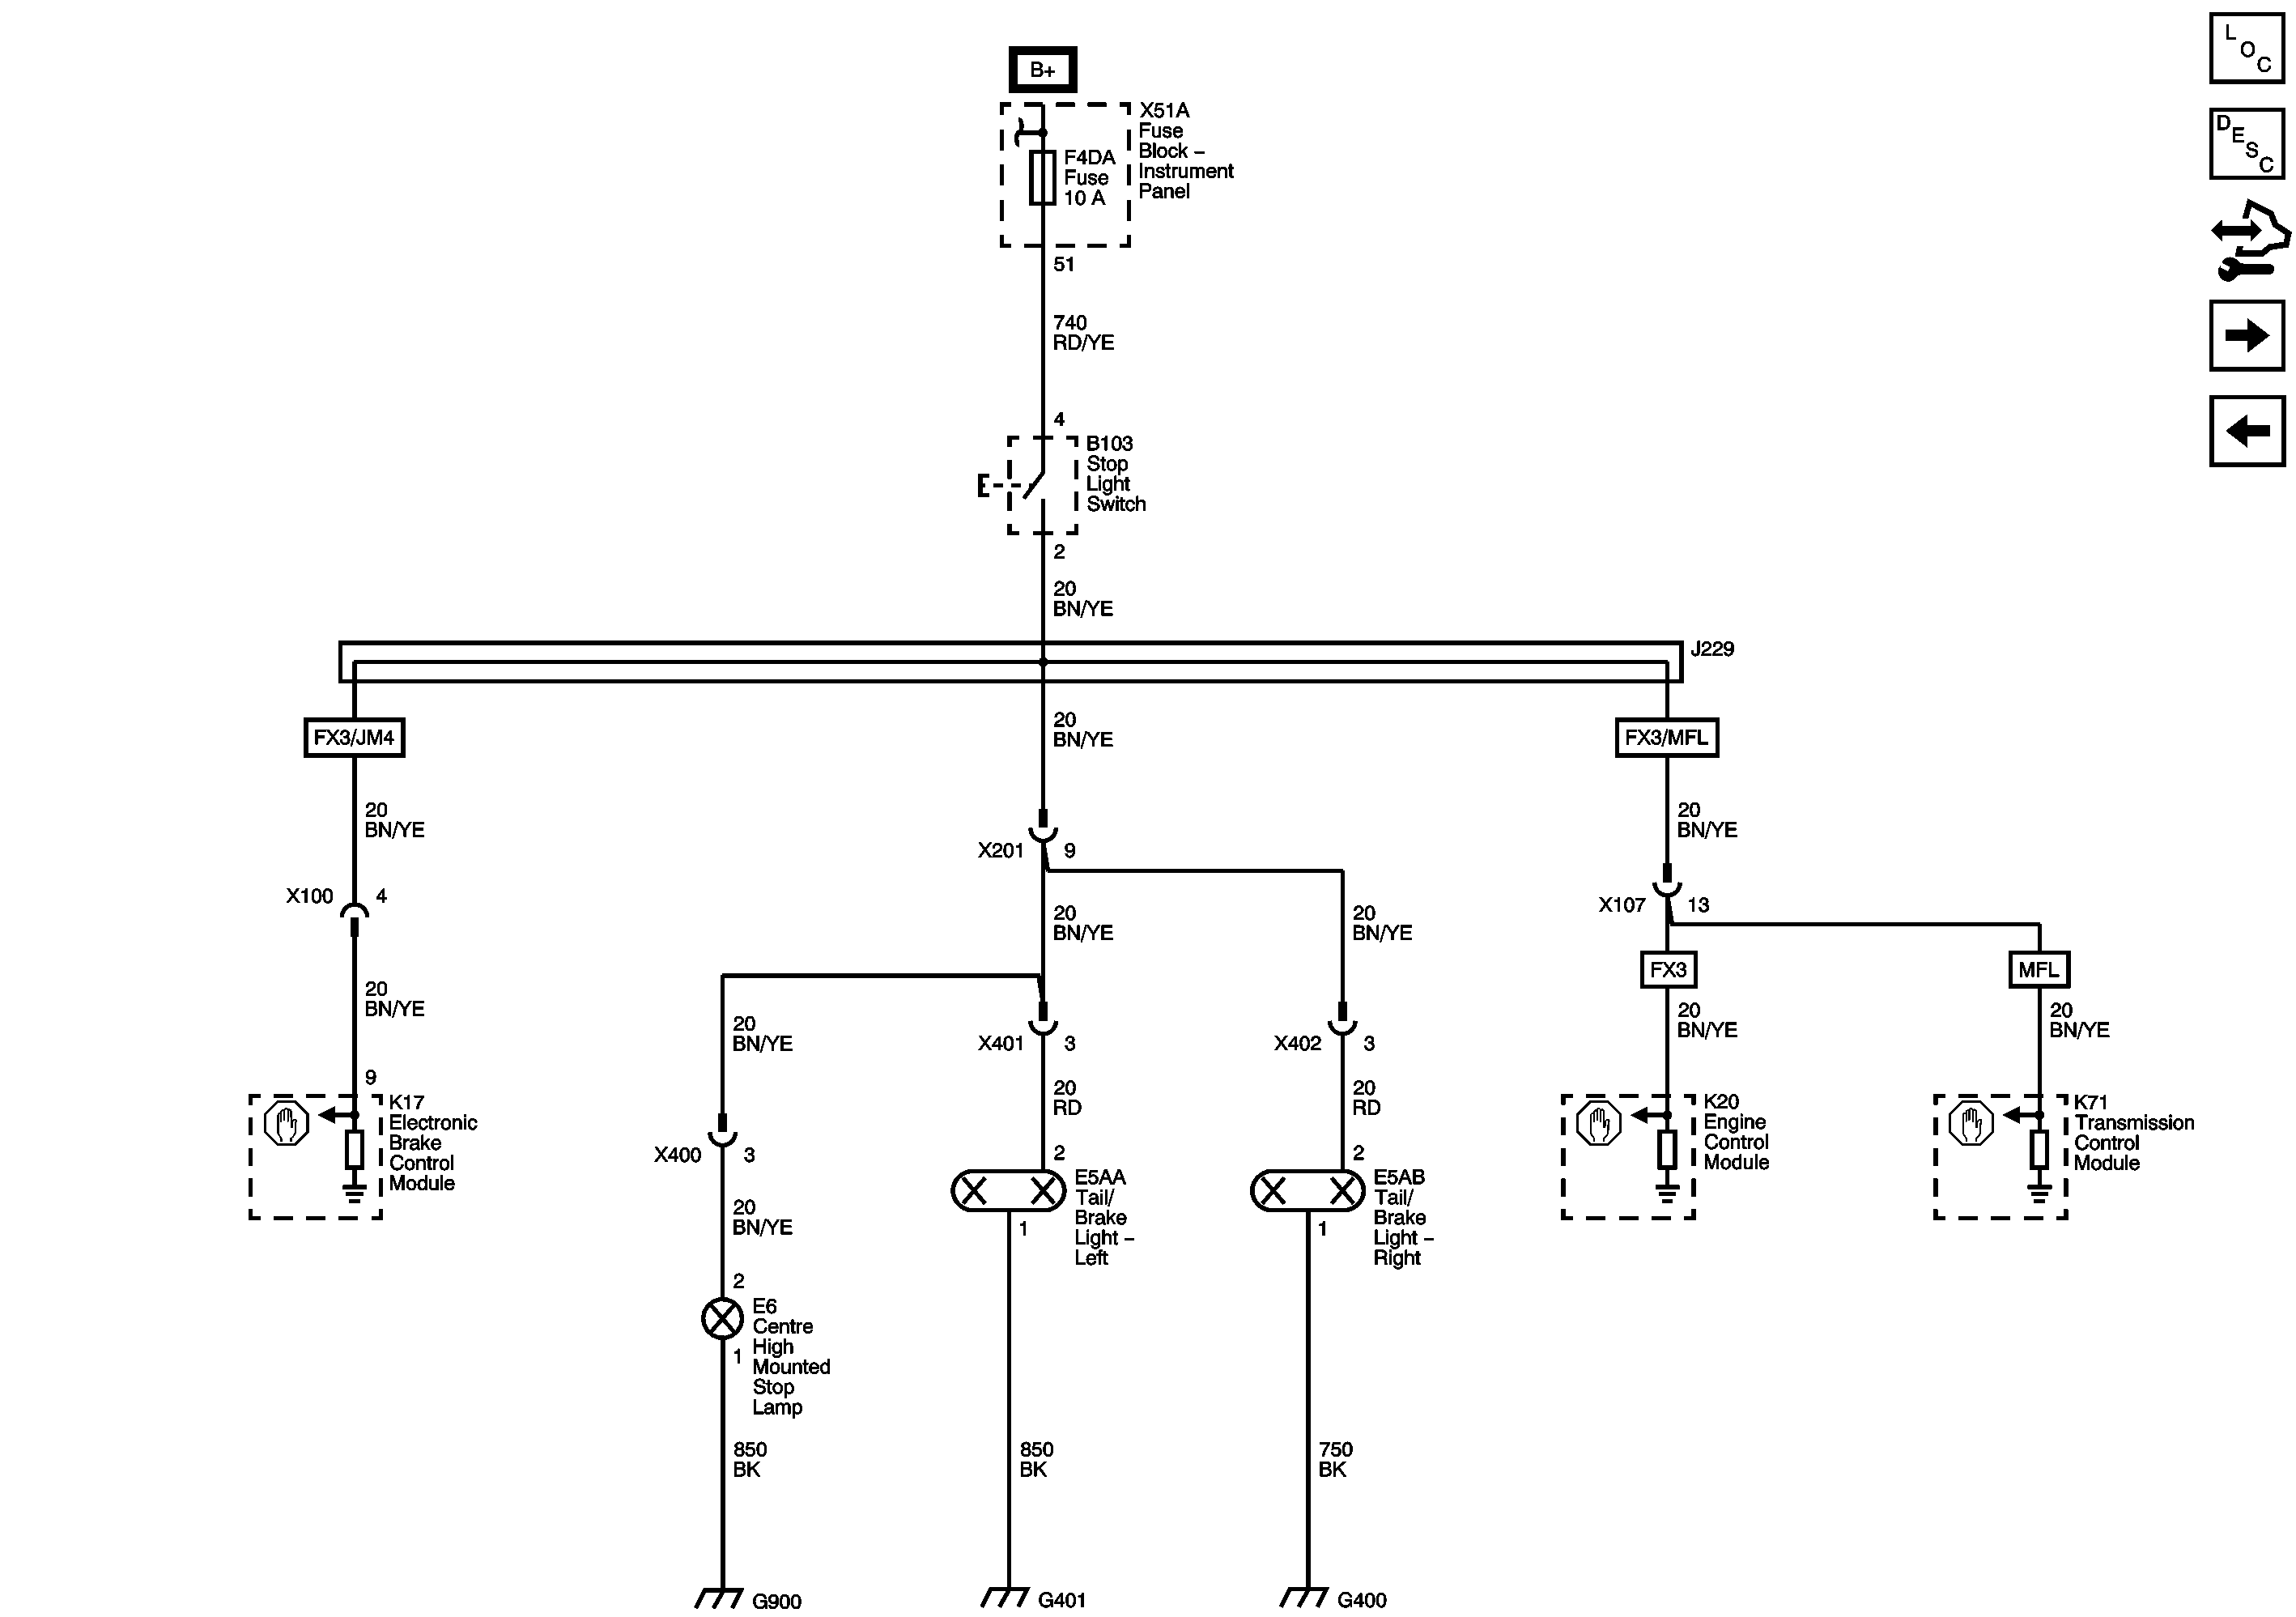 L
O
C
D
E
S
C
B+
X51A
Fuse
Block –
Instrument
Panel
F4DA
Fuse
10 A
51
740
RD/YE
4
B103
Stop
Light
Switch
2
20
BN/YE
J229
FX3/JM4
20
BN/YE
FX3/MFL
20
BN/YE
20
BN/YE
X201
9
X100
4
X107
13
20
BN/YE
20
BN/YE
20
BN/YE
FX3
MFL
20
BN/YE
20
BN/YE
20
BN/YE
X401
3
X402
3
9
K17
Electronic
Brake
Control
Module
X400
3
20
RD
2
E5AA
Tail/
Brake
Light –
Left
1
20
RD
2
E5AB
Tail/
Brake
Light –
Right
1
K20
Engine
Control
Module
K71
Transmission
Control
Module
20
BN/YE
2
E6
Centre
High
Mounted
Stop
Lamp
1
850
BK
850
BK
750
BK
G900
G401
G400